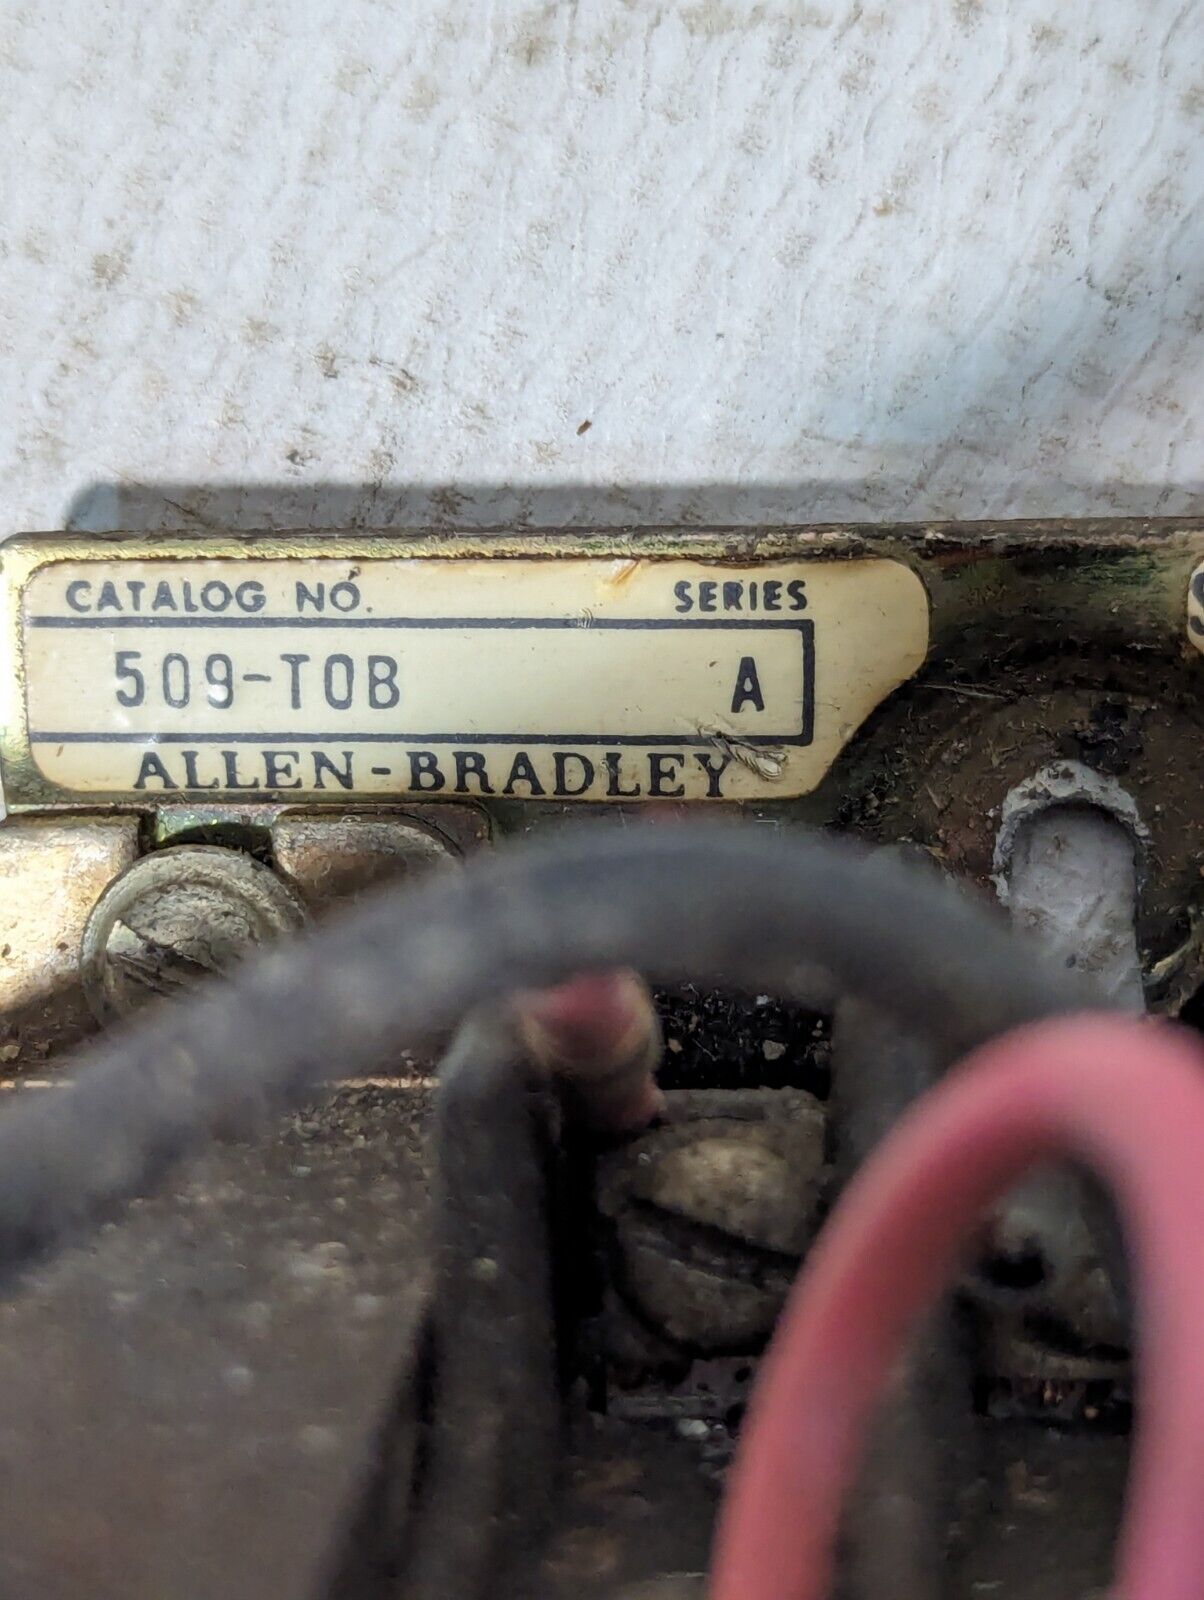 CATALOG NO. SERIES
509-TOB A
ALLEN-BRADLEY